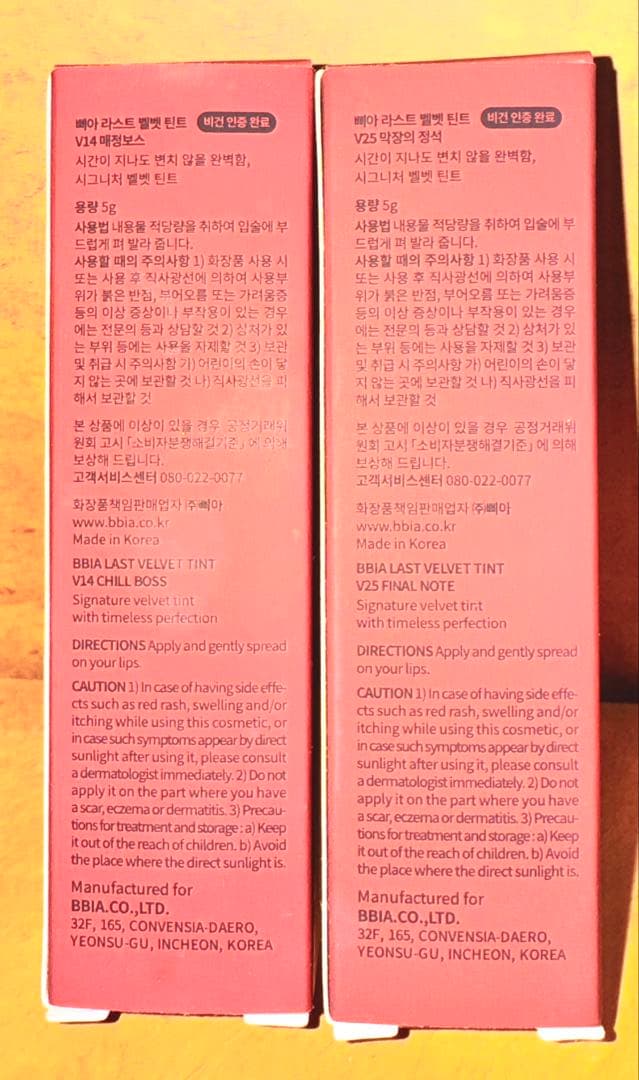 삐아 라스트 벨벳 틴트 비건 인증 완료
V14 매정보스
시간이 지나도 변치 않을 완벽함,
시그니처 벨벳 틴트
용량 5g
사용법 내용물 적당량을 취하여 입술에 부
드럽게 펴 발라 줍니다.
사용할 때의 주의사항 1) 화장품 사용 시
또는 사용 후 직사광선에 의하여 사용부
위가 붉은 반점, 부어오름 또는 가려움증
등의 이상 증상이나 부작용이 있는 경우
에는 전문의 등과 상담할 것 2) 상처가 있
는 부위 등에는 사용을 자제할 것 3) 보관
및 취급 시 주의사항 가) 어린이의 손이 닿
지 않는 곳에 보관할 것 나) 직사광선을 피
해서 보관할 것
본 상품에 이상이 있을 경우 공정거래위
원회 고시 「소비자분쟁해결기준」에 의해
보상해 드립니다.
고객서비스센터 080-022-0077
화장품책임판매업자 ㈜삐아
www.bbia.co.kr
Made in Korea
BBIA LAST VELVET TINT
V14 CHILL BOSS
Signature velvet tint
with timeless perfection
DIRECTIONS Apply and gently spread
on your lips.
CAUTION 1) In case of having side effe-
cts such as red rash, swelling and/or
itching while using this cosmetic, or
in case such symptoms appear by direct
sunlight after using it, please consult
a dermatologist immediately. 2) Do not
apply it on the part where you have
a scar, eczema or dermatitis. 3) Precau-
tions for treatment and storage : a) Keep
it out of the reach of children. b) Avoid
the place where the direct sunlight is.
Manufactured for
BBIA.CO.,LTD.
32F, 165, CONVENSIA-DAERO,
YEONSU-GU, INCHEON, KOREA
삐아 라스트 벨벳 틴트 비건 인증 완료
V25 막장의 정석
시간이 지나도 변치 않을 완벽함,
시그니처 벨벳 틴트
용량 5g
사용법 내용물 적당량을 취하여 입술에 부
드럽게 펴 발라 줍니다.
사용할 때의 주의사항 1) 화장품 사용 시
또는 사용 후 직사광선에 의하여 사용부
위가 붉은 반점, 부어오름 또는 가려움증
등의 이상 증상이나 부작용이 있는 경우
에는 전문의 등과 상담할 것 2) 상처가 있
는 부위 등에는 사용을 자제할 것 3) 보관
및 취급 시 주의사항 가) 어린이의 손이 닿
지 않는 곳에 보관할 것 나) 직사광선을 피
해서 보관할 것
본 상품에 이상이 있을 경우 공정거래위
원회 고시 「소비자분쟁해결기준」에 의해
보상해 드립니다.
고객서비스센터 080-022-0077
화장품책임판매업자 ㈜삐아
www.bbia.co.kr
Made in Korea
BBIA LAST VELVET TINT
V25 FINAL NOTE
Signature velvet tint
with timeless perfection
DIRECTIONS Apply and gently spread
on your lips.
CAUTION 1) In case of having side effe-
cts such as red rash, swelling and/or
itching while using this cosmetic, or
in case such symptoms appear by direct
sunlight after using it, please consult
a dermatologist immediately. 2) Do not
apply it on the part where you have
a scar, eczema or dermatitis. 3) Precau-
tions for treatment and storage : a) Keep
it out of the reach of children. b) Avoid
the place where the direct sunlight is.
Manufactured for
BBIA.CO.,LTD.
32F, 165, CONVENSIA-DAERO,
YEONSU-GU, INCHEON, KOREA